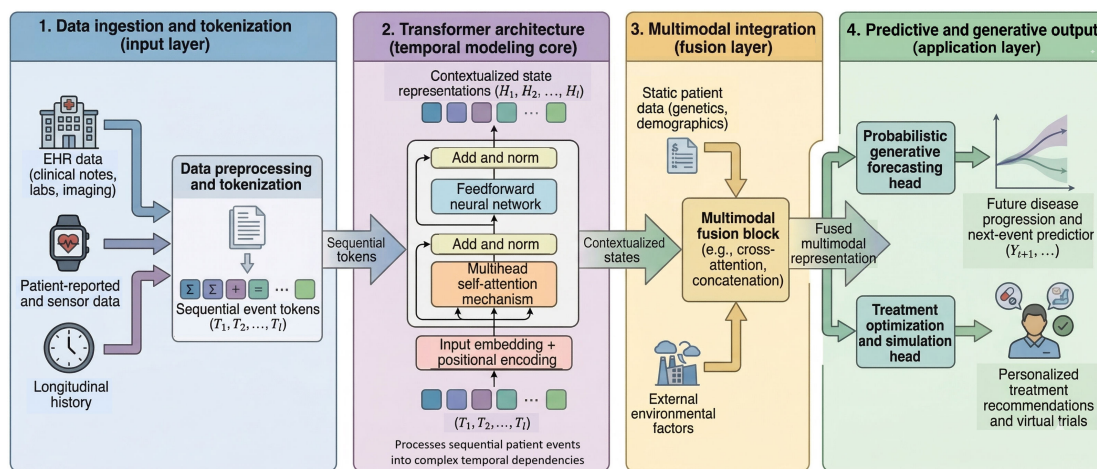 1. Data ingestion and tokenization
(input layer)
EHR data
(clinical notes,
labs, imaging)
Patient-reported
and sensor data
Longitudinal
history
Data preprocessing
and tokenization
Σ Σ + = ...
Sequential event tokens
(T₁, T₂, ..., Tₗ)
Sequential
tokens
2. Transformer architecture
(temporal modeling core)
Contextualized state
representations (H₁, H₂, ..., Hₗ)
...
Add and norm
Feedforward
neural network
Add and norm
Multihead
self-attention
mechanism
Input embedding +
positional encoding
...
(T₁, T₂, ..., Tₗ)
Processes sequential patient events
into complex temporal dependencies
Contextualized
states
3. Multimodal integration
(fusion layer)
Static patient
data (genetics,
demographics)
$
Multimodal
fusion block
(e.g., cross-
attention,
concatenation)
External
environmental
factors
Fused
multimodal
representation
4. Predictive and generative output
(application layer)
Probabilistic
generative
forecasting
head
Future disease
progression and
next-event prediction
(Yₜ₊₁, ...)
Treatment
optimization
and simulation
head
Personalized
treatment
recommendations
and virtual trials